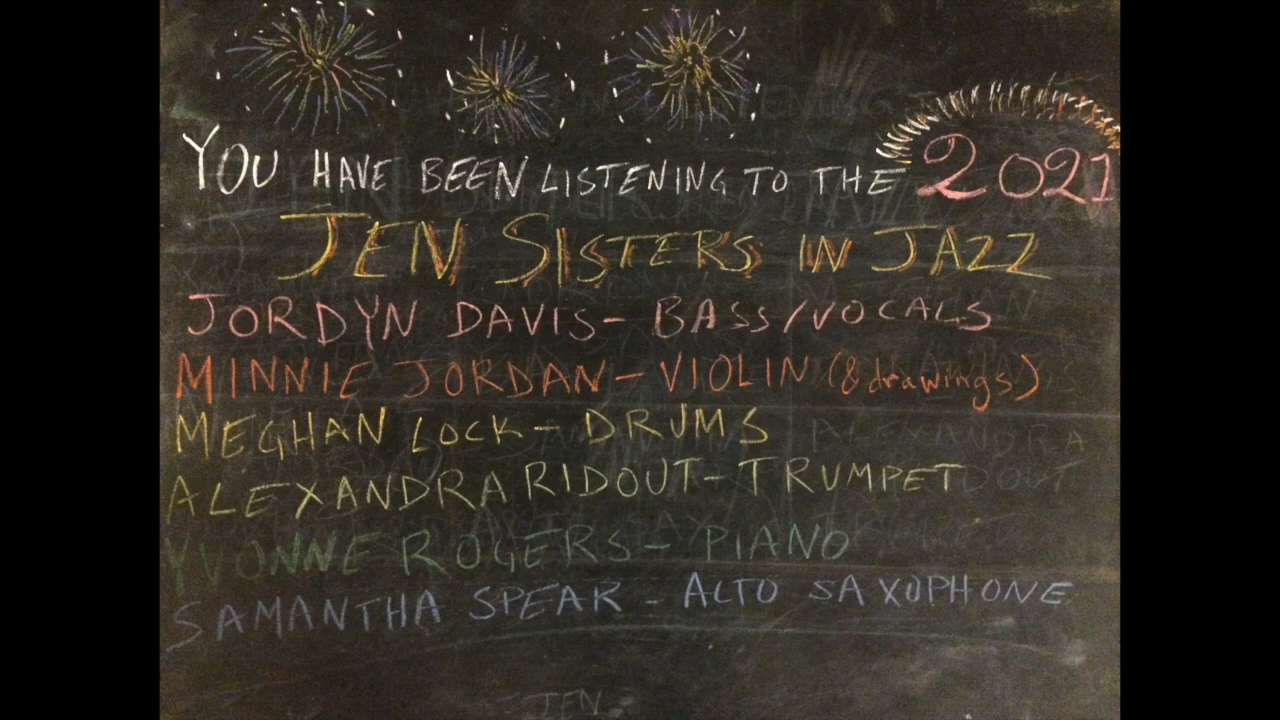 YOU HAVE BEEN LISTENING TO THE 2021
JEN SISTERS IN JAZZ
JORDYN DAVIS- BASS/VOCALS
MINNIE JORDAN - VIOLIN (& drawings)
MEGHAN LOCK - DRUMS
ALEXANDRA RIDOUT - TRUMPET
YVONNE ROGERS - PIANO
SAMANTHA SPEAR - ALTO SAXOPHONE
JEN